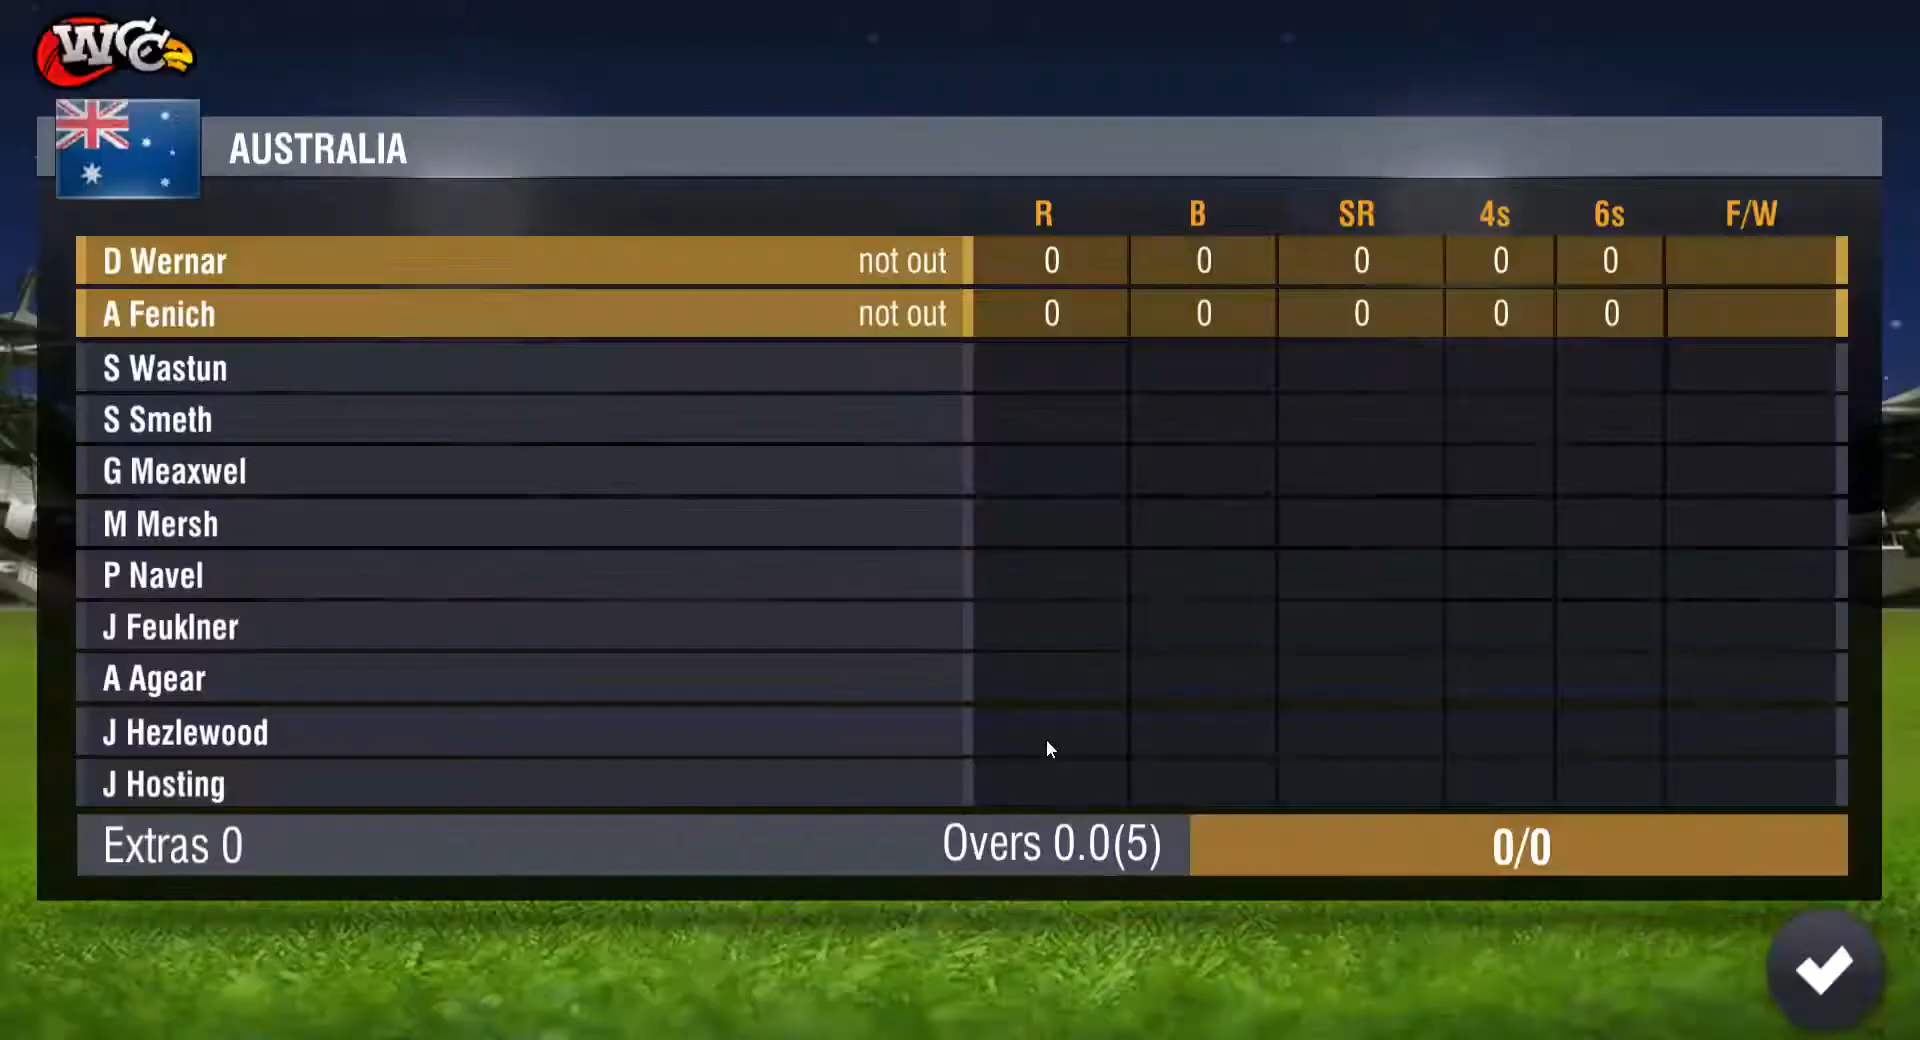 WCC
AUSTRALIA
R B SR 4s 6s F/W
D Wernar not out 0 0 0 0 0
A Fenich not out 0 0 0 0 0
S Wastun
S Smeth
G Meaxwel
M Mersh
P Navel
J Feuklner
A Agear
J Hezlewood
J Hosting
Extras 0 Overs 0.0(5) 0/0